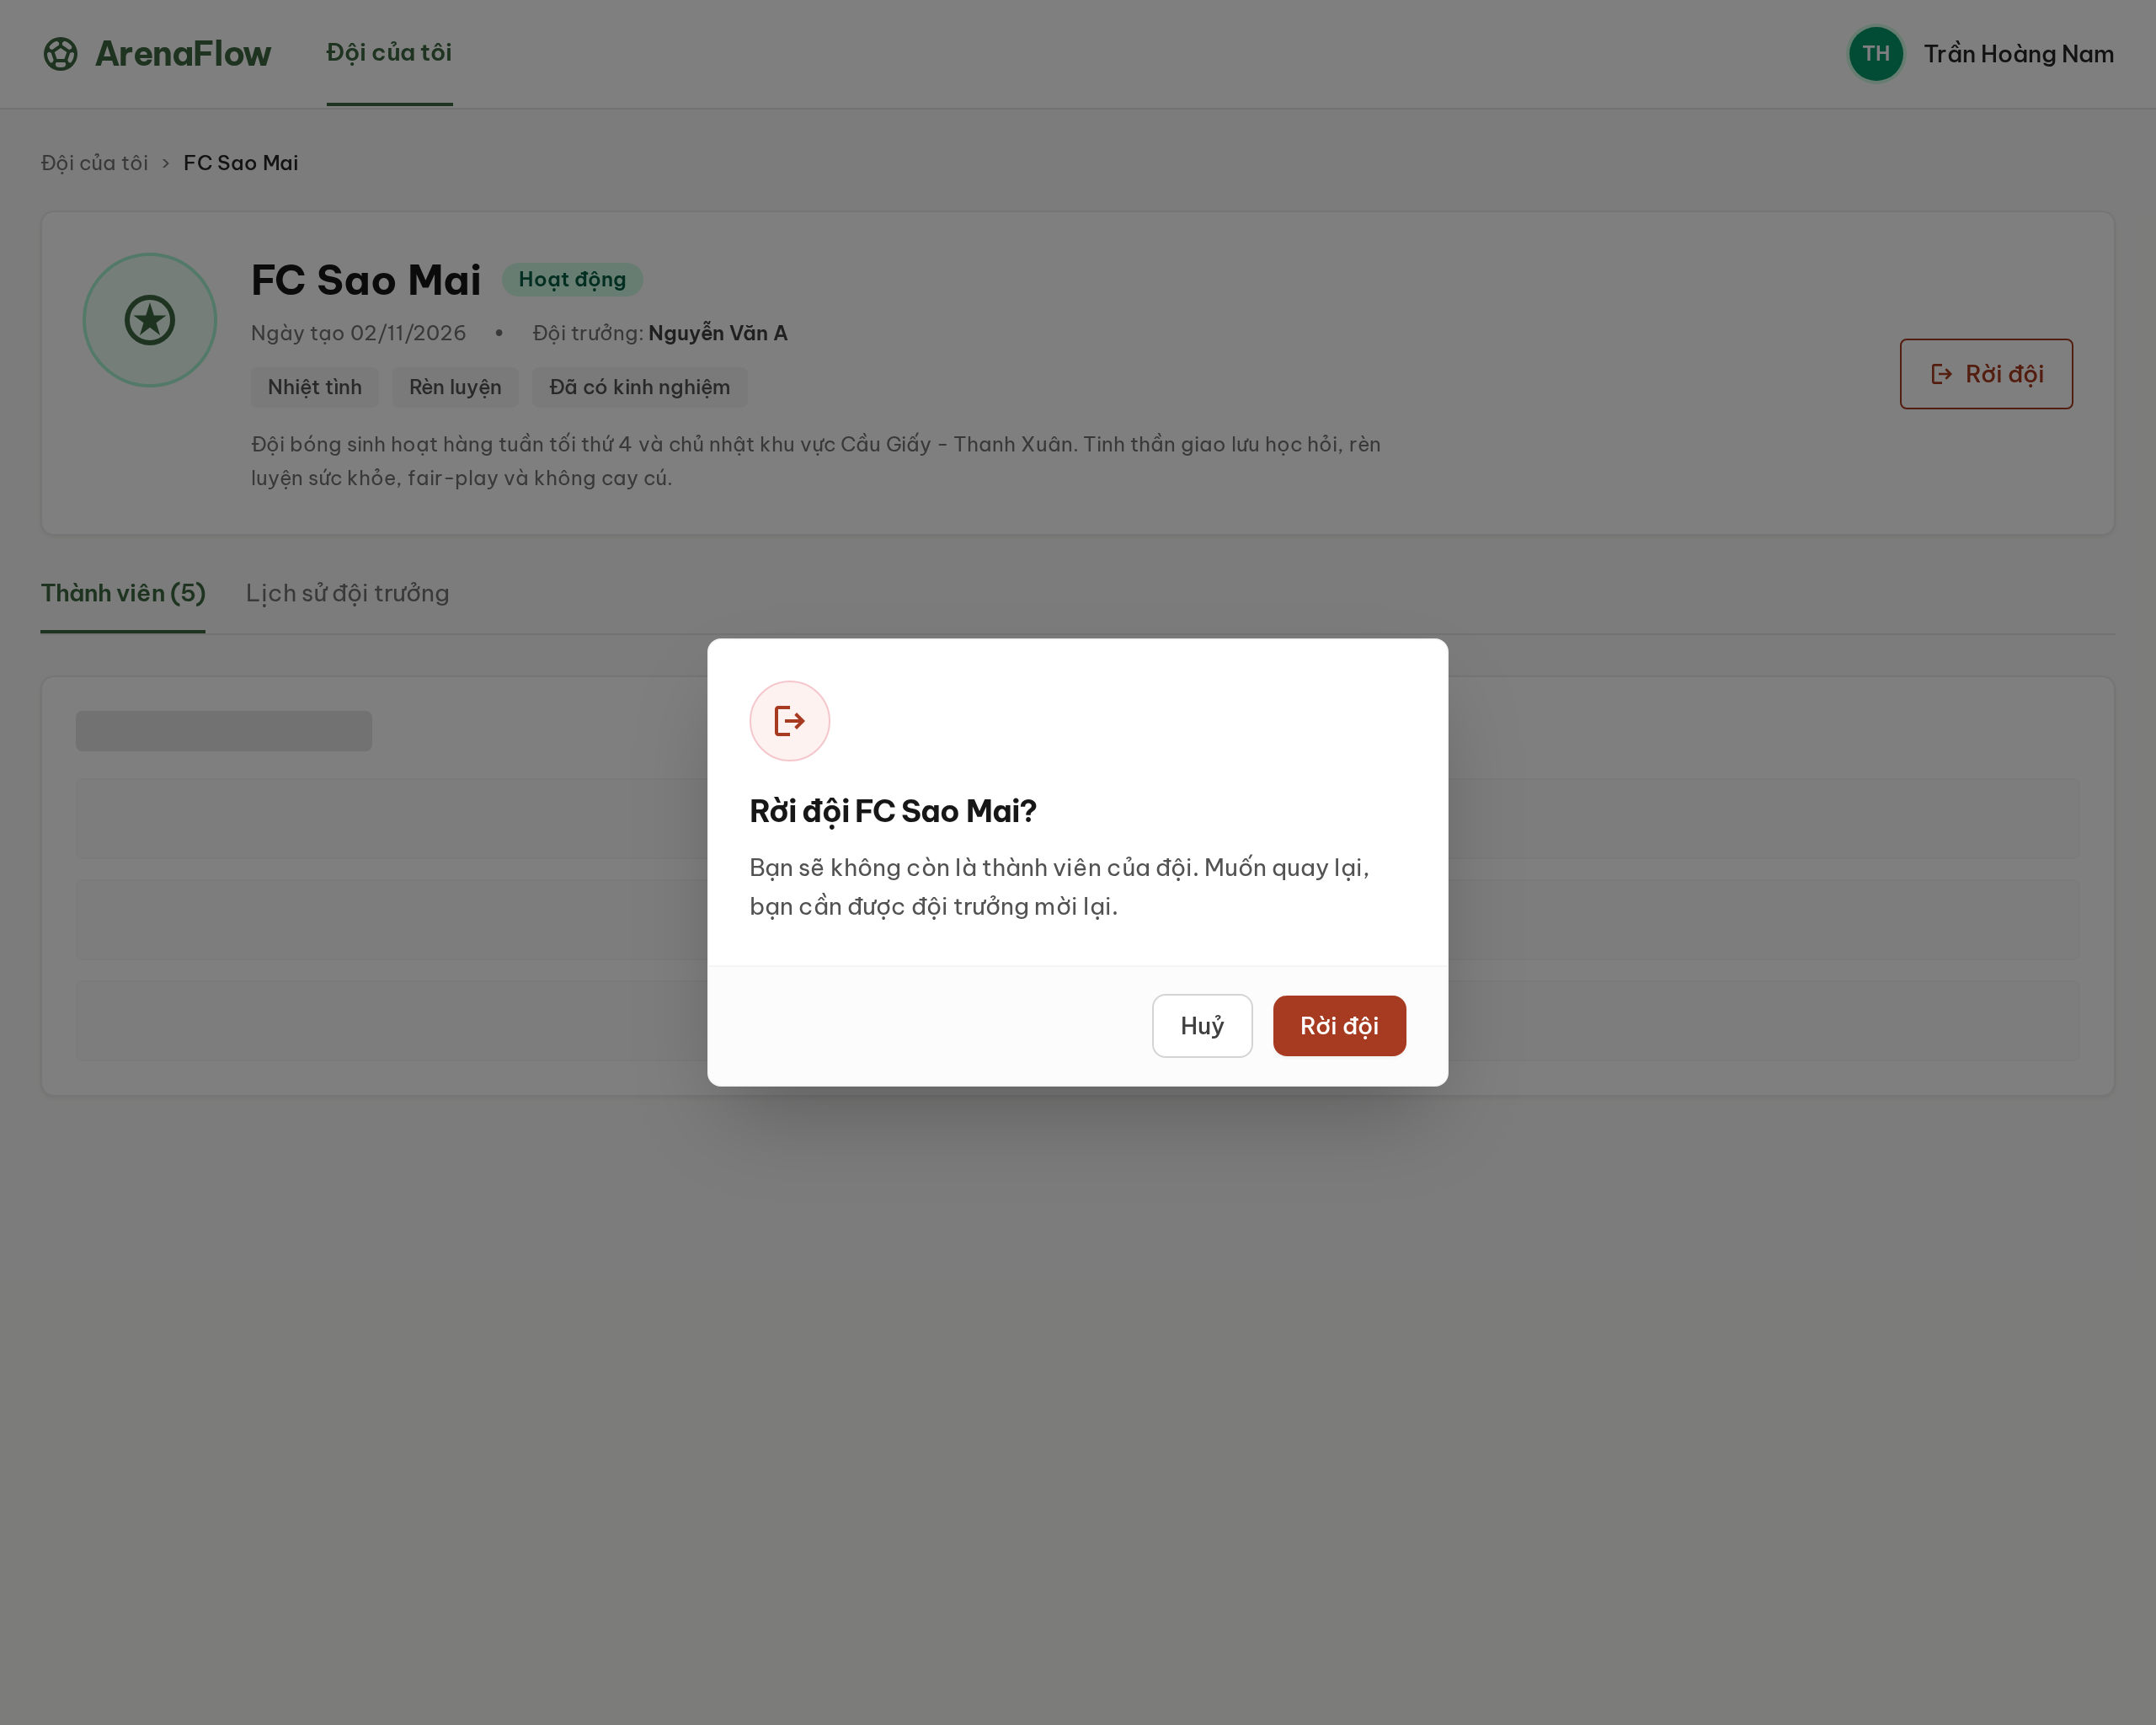 ArenaFlow
Đội của tôi
TH
Trần Hoàng Nam
Đội của tôi › FC Sao Mai
FC Sao Mai
Hoạt động
Ngày tạo 02/11/2026 • Đội trưởng: Nguyễn Văn A
Nhiệt tình
Rèn luyện
Đã có kinh nghiệm
Rời đội
Đội bóng sinh hoạt hàng tuần tối thứ 4 và chủ nhật khu vực Cầu Giấy - Thanh Xuân. Tinh thần giao lưu học hỏi, rèn
luyện sức khỏe, fair-play và không cay cú.
Thành viên (5)
Lịch sử đội trưởng
Rời đội FC Sao Mai?
Bạn sẽ không còn là thành viên của đội. Muốn quay lại,
bạn cần được đội trưởng mời lại.
Huỷ
Rời đội